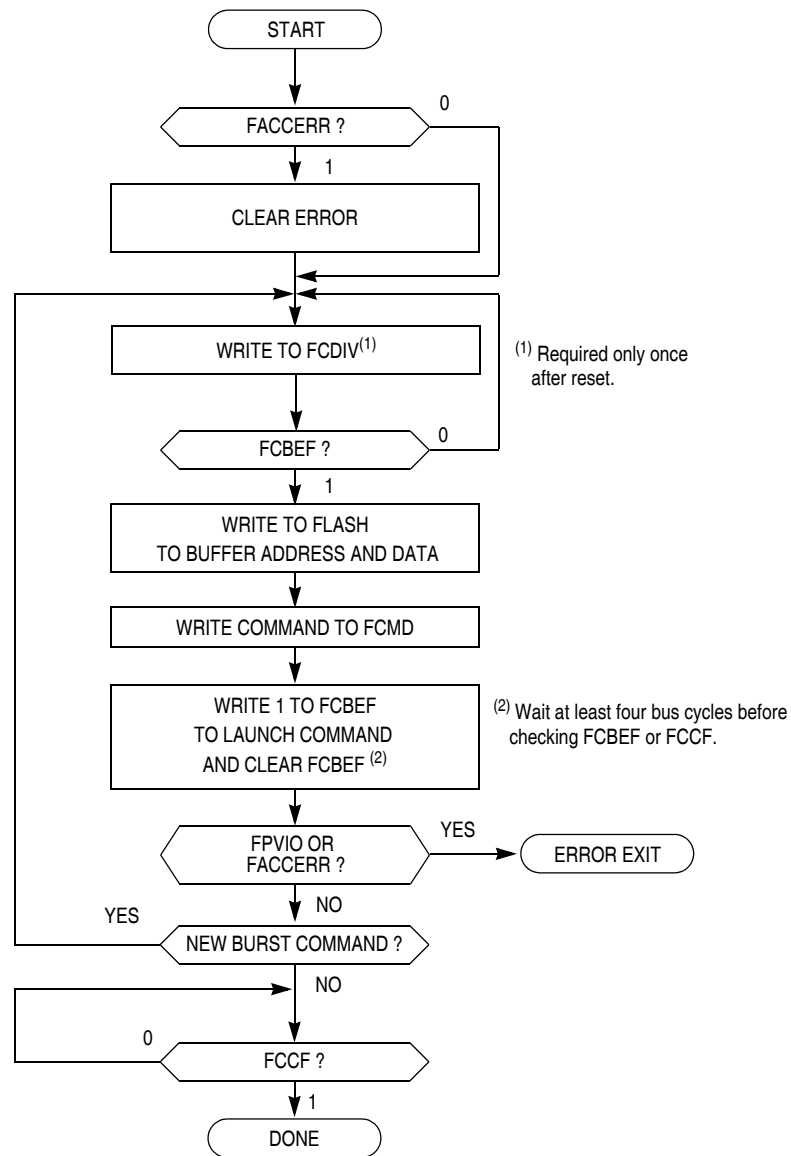 START
0
FACCERR ?
1
CLEAR ERROR
WRITE TO FCDIV(1)
(1) Required only once
after reset.
0
FCBEF ?
1
WRITE TO FLASH
TO BUFFER ADDRESS AND DATA
WRITE COMMAND TO FCMD
WRITE 1 TO FCBEF
TO LAUNCH COMMAND
AND CLEAR FCBEF (2)
(2) Wait at least four bus cycles before
checking FCBEF or FCCF.
FPVIO OR
FACCERR ?
YES
ERROR EXIT
NO
YES
NEW BURST COMMAND ?
NO
0
FCCF ?
1
DONE